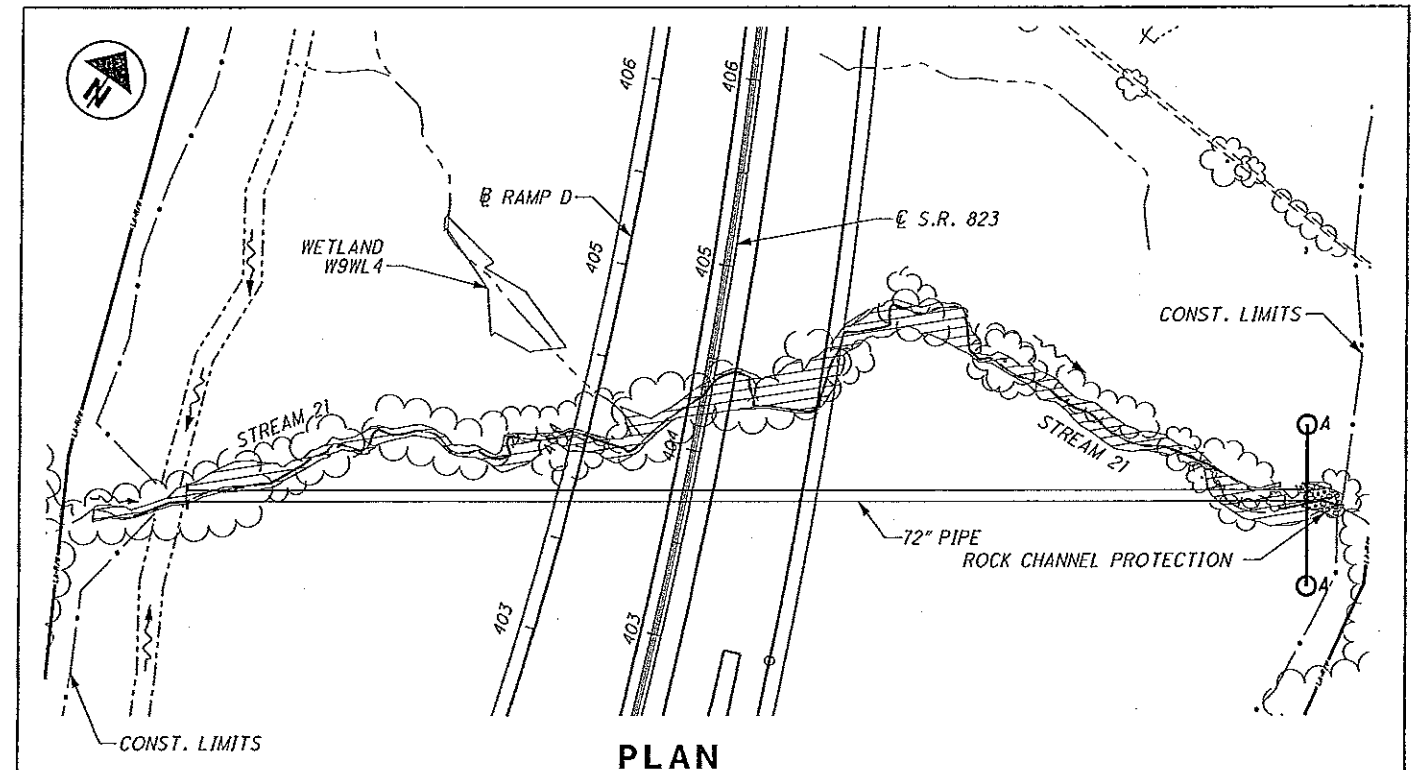 N
406
406
℄ RAMP D
℄ S.R. 823
WETLAND
W9WL4
405
405
CONST. LIMITS
STREAM 21
404
A
STREAM 21
72" PIPE
ROCK CHANNEL PROTECTION
A'
403
403
CONST. LIMITS
PLAN